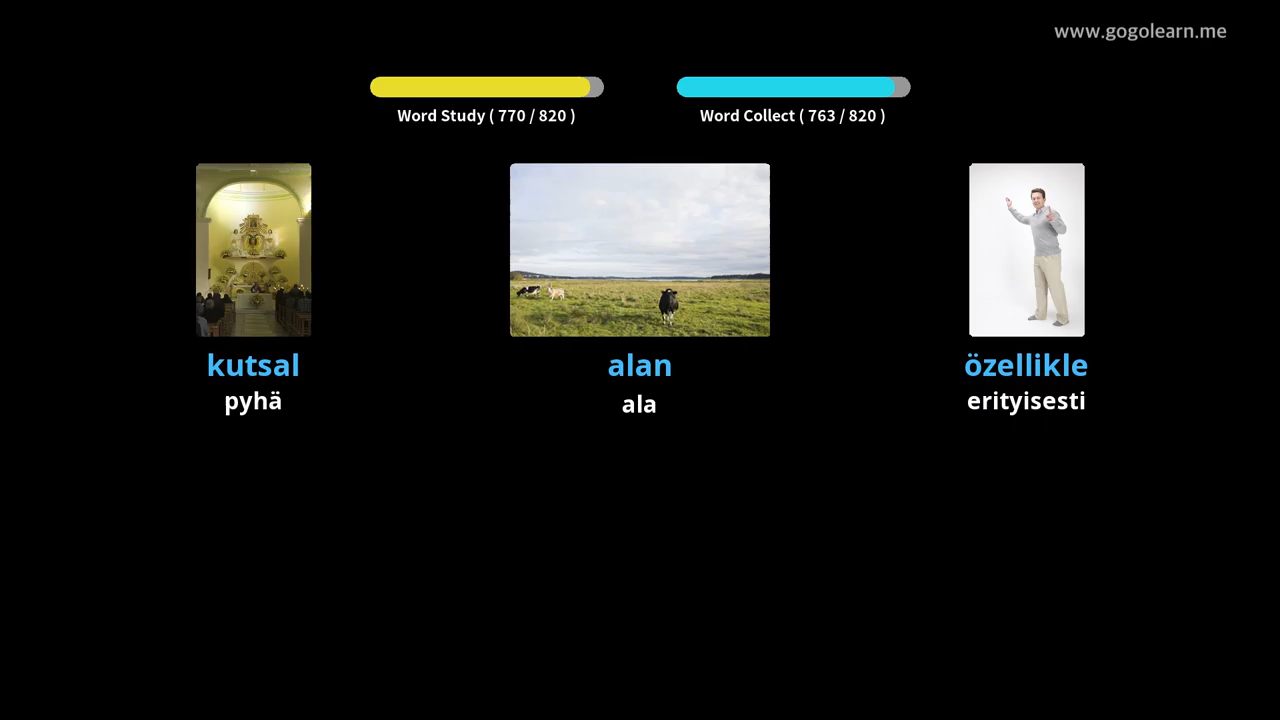 www.gogolearn.me
Word Study ( 770 / 820 )
Word Collect ( 763 / 820 )
kutsal
pyhä
alan
ala
özellikle
erityisesti